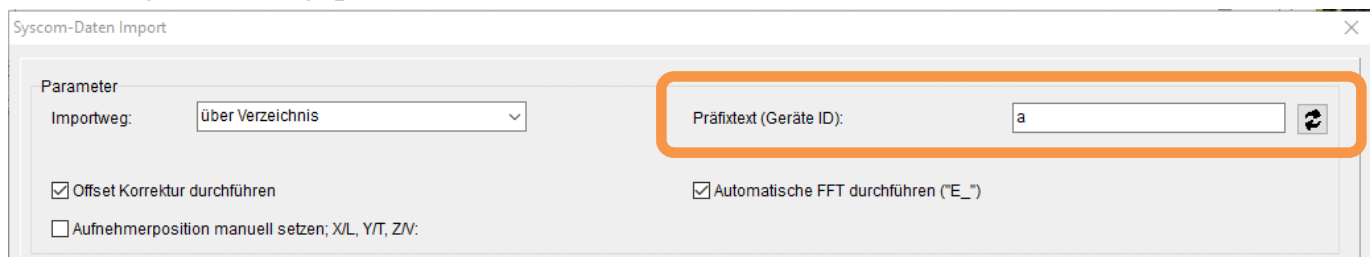 Syscom-Daten Import
Parameter
Importweg: über Verzeichnis Präfixtext (Geräte ID): a
Offset Korrektur durchführen Automatische FFT durchführen ("E_")
Aufnehmerposition manuell setzen; X/L, Y/T, Z/V: